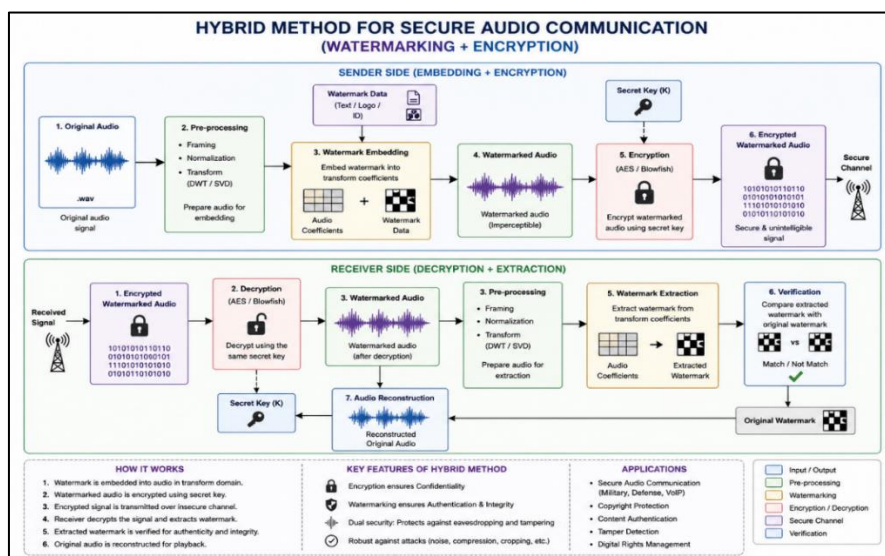 HYBRID METHOD FOR SECURE AUDIO COMMUNICATION
(WATERMARKING + ENCRYPTION)
SENDER SIDE (EMBEDDING + ENCRYPTION)
1. Original Audio
.wav
Original audio
signal
2. Pre-processing
• Framing
• Normalization
• Transform
(DWT / SVD)
Prepare audio for
embedding
Watermark Data
(Text / Logo /
ID)
3. Watermark Embedding
Embed watermark into
transform coefficients
+
Audio
Coefficients
Watermark
Data
4. Watermarked Audio
Watermarked audio
(Imperceptible)
Secret Key (K)
5. Encryption
(AES / Blowfish)
Encrypt watermarked
audio using secret key
6. Encrypted
Watermarked Audio
10101010110110
01010101010101
11101010101010
01010110101010
Secure & unintelligible
signal
Secure
Channel
RECEIVER SIDE (DECRYPTION + EXTRACTION)
Received
Signal
1. Encrypted
Watermarked Audio
10101010110110
01010101060101
11101010101010
01010110101010
2. Decryption
(AES / Blowfish)
Decrypt using the
same secret key
Secret Key (K)
3. Watermarked Audio
Watermarked audio
(after decryption)
7. Audio Reconstruction
Reconstructed
Original Audio
3. Pre-processing
• Framing
• Normalization
• Transform
(DWT / SVD)
Prepare audio for
extraction
5. Watermark Extraction
Extract watermark from
transform coefficients
Audio
Coefficients
Extracted
Watermark
6. Verification
Compare extracted
watermark with
original watermark
vs
Match / Not Match
Original Watermark
HOW IT WORKS
1. Watermark is embedded into audio in transform domain.
2. Watermarked audio is encrypted using secret key.
3. Encrypted signal is transmitted over insecure channel.
4. Receiver decrypts the signal and extracts watermark.
5. Extracted watermark is verified for authenticity and integrity.
6. Original audio is reconstructed for playback.
KEY FEATURES OF HYBRID METHOD
Encryption ensures Confidentiality
Watermarking ensures Authentication & Integrity
Dual security: Protects against eavesdropping and tampering
Robust against attacks (noise, compression, cropping, etc.)
APPLICATIONS
• Secure Audio Communication
(Military, Defense, VoIP)
• Copyright Protection
• Content Authentication
• Tamper Detection
• Digital Rights Management
Input / Output
Pre-processing
Watermarking
Encryption / Decryption
Secure Channel
Verification